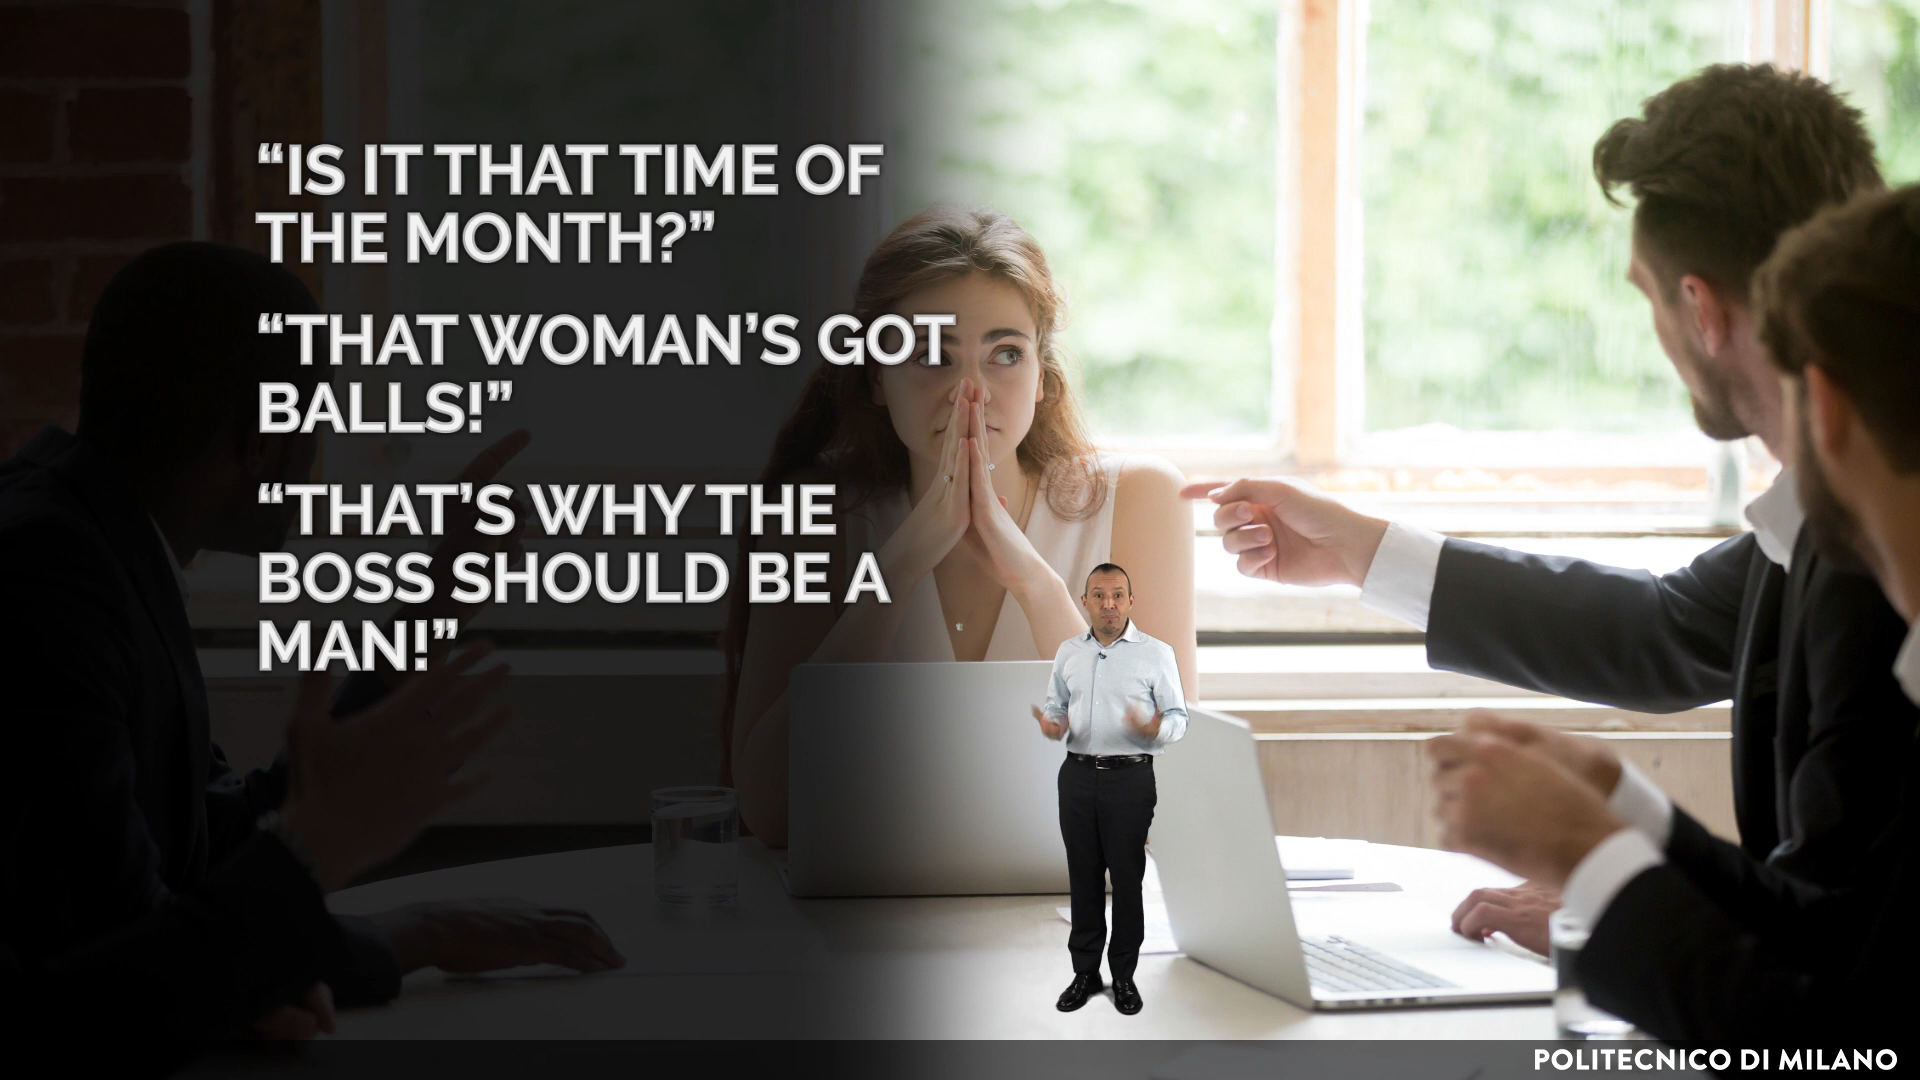 “IS IT THAT TIME OF
THE MONTH?”
“THAT WOMAN’S GOT
BALLS!”
“THAT’S WHY THE
BOSS SHOULD BE A
MAN!”
POLITECNICO DI MILANO